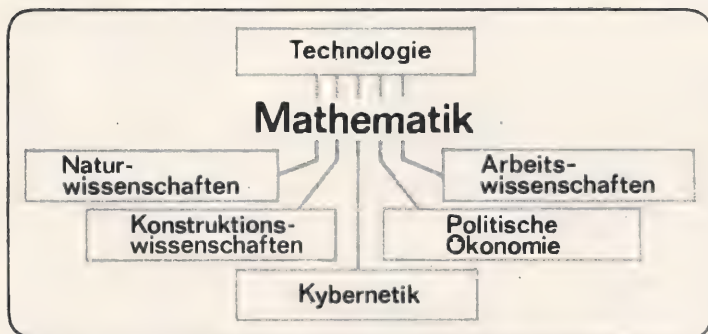 Technologie
Mathematik
Natur-
wissenschaften
Arbeits-
wissenschaften
Konstruktions-
wissenschaften
Politische
Ökonomie
Kybernetik